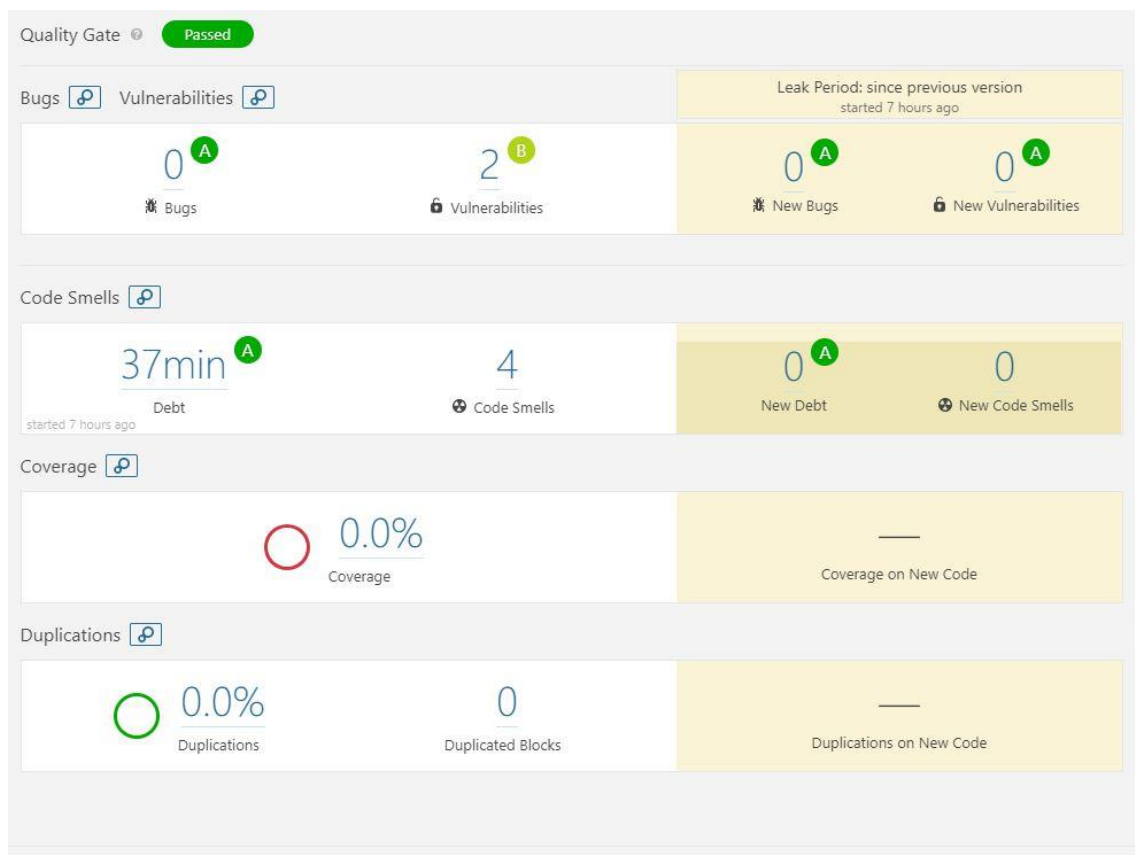 Quality Gate ? Passed
Bugs Vulnerabilities
Leak Period: since previous version
started 7 hours ago
0 A
Bugs
2 B
Vulnerabilities
0 A
New Bugs
0 A
New Vulnerabilities
Code Smells
37min A
Debt
started 7 hours ago
4
Code Smells
0 A
New Debt
0
New Code Smells
Coverage
0.0%
Coverage
—
Coverage on New Code
Duplications
0.0%
Duplications
0
Duplicated Blocks
—
Duplications on New Code